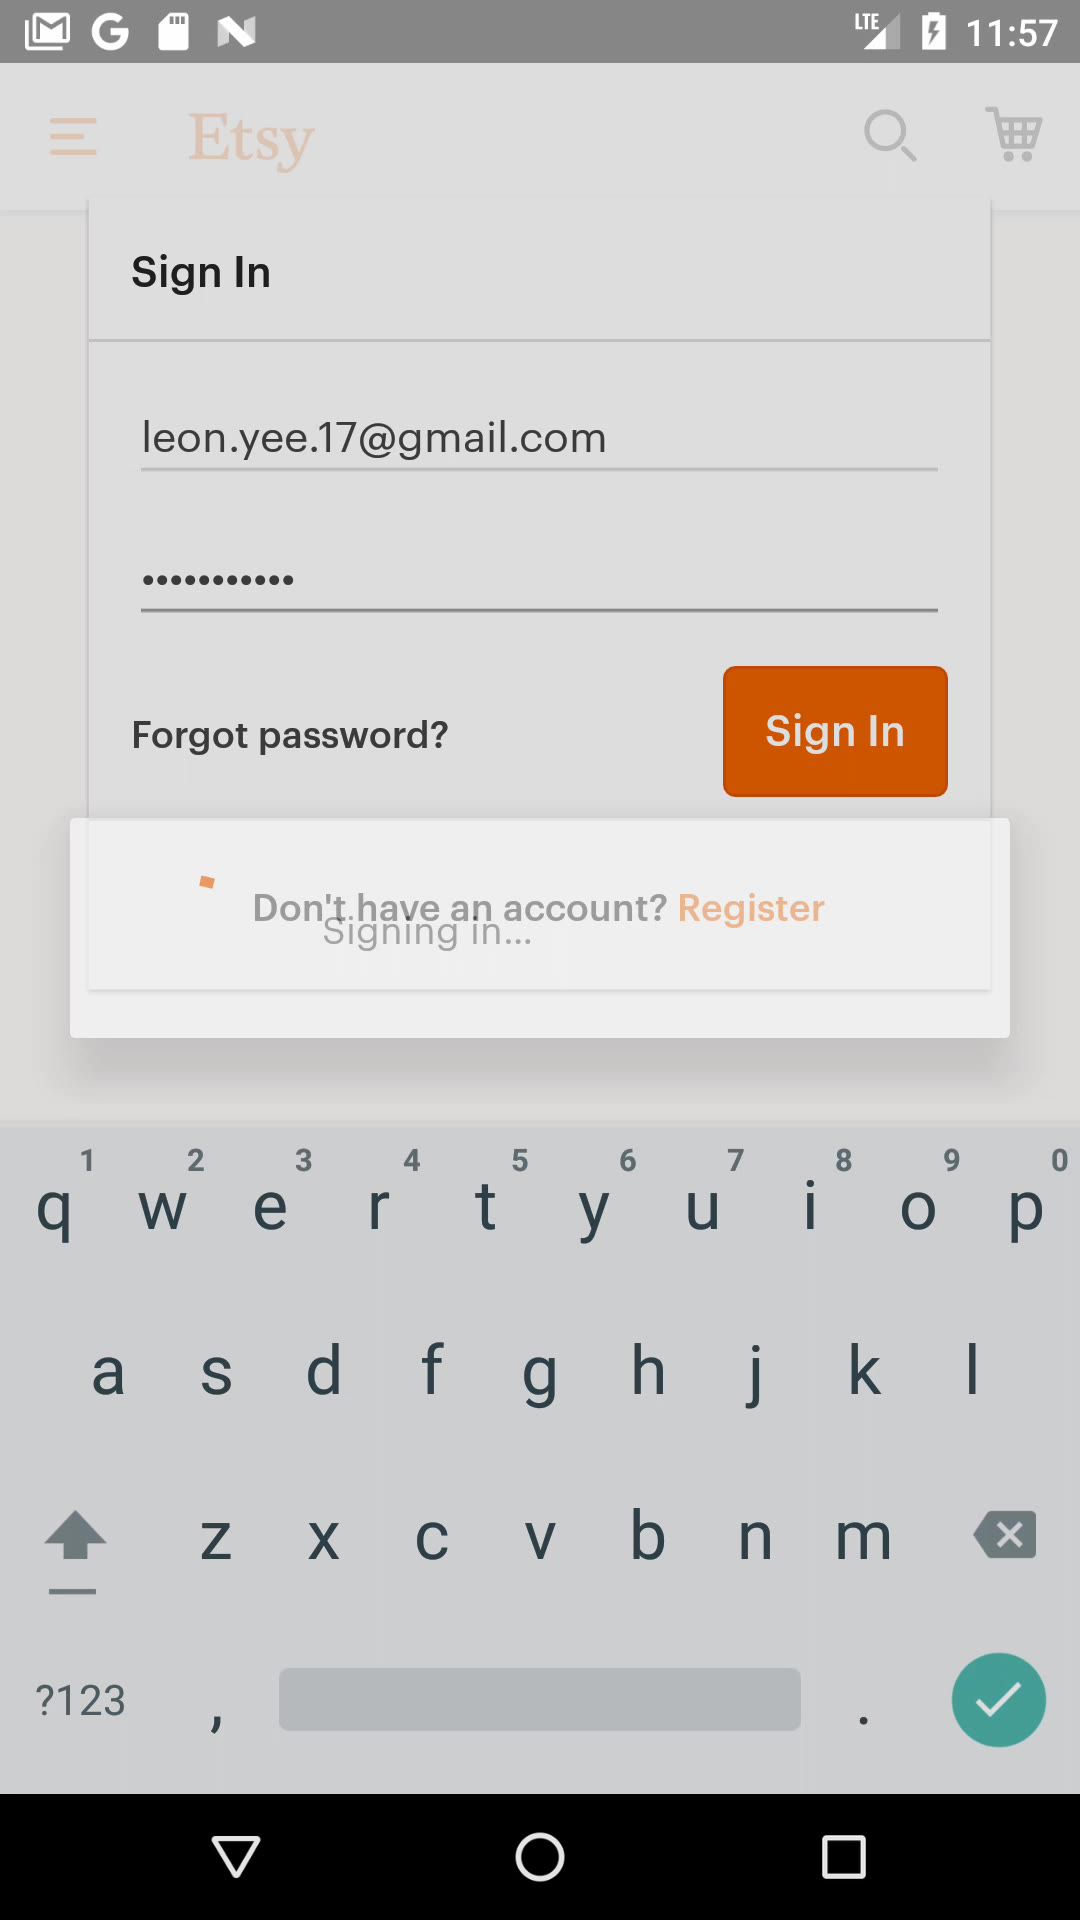 LTE 11:57
Etsy
Sign In
leon.yee.17@gmail.com
•••••••••••
Forgot password?
Sign In
Don't have an account? Register
Signing in...
1 2 3 4 5 6 7 8 9 0
q w e r t y u i o p
a s d f g h j k l
z x c v b n m
?123 , .